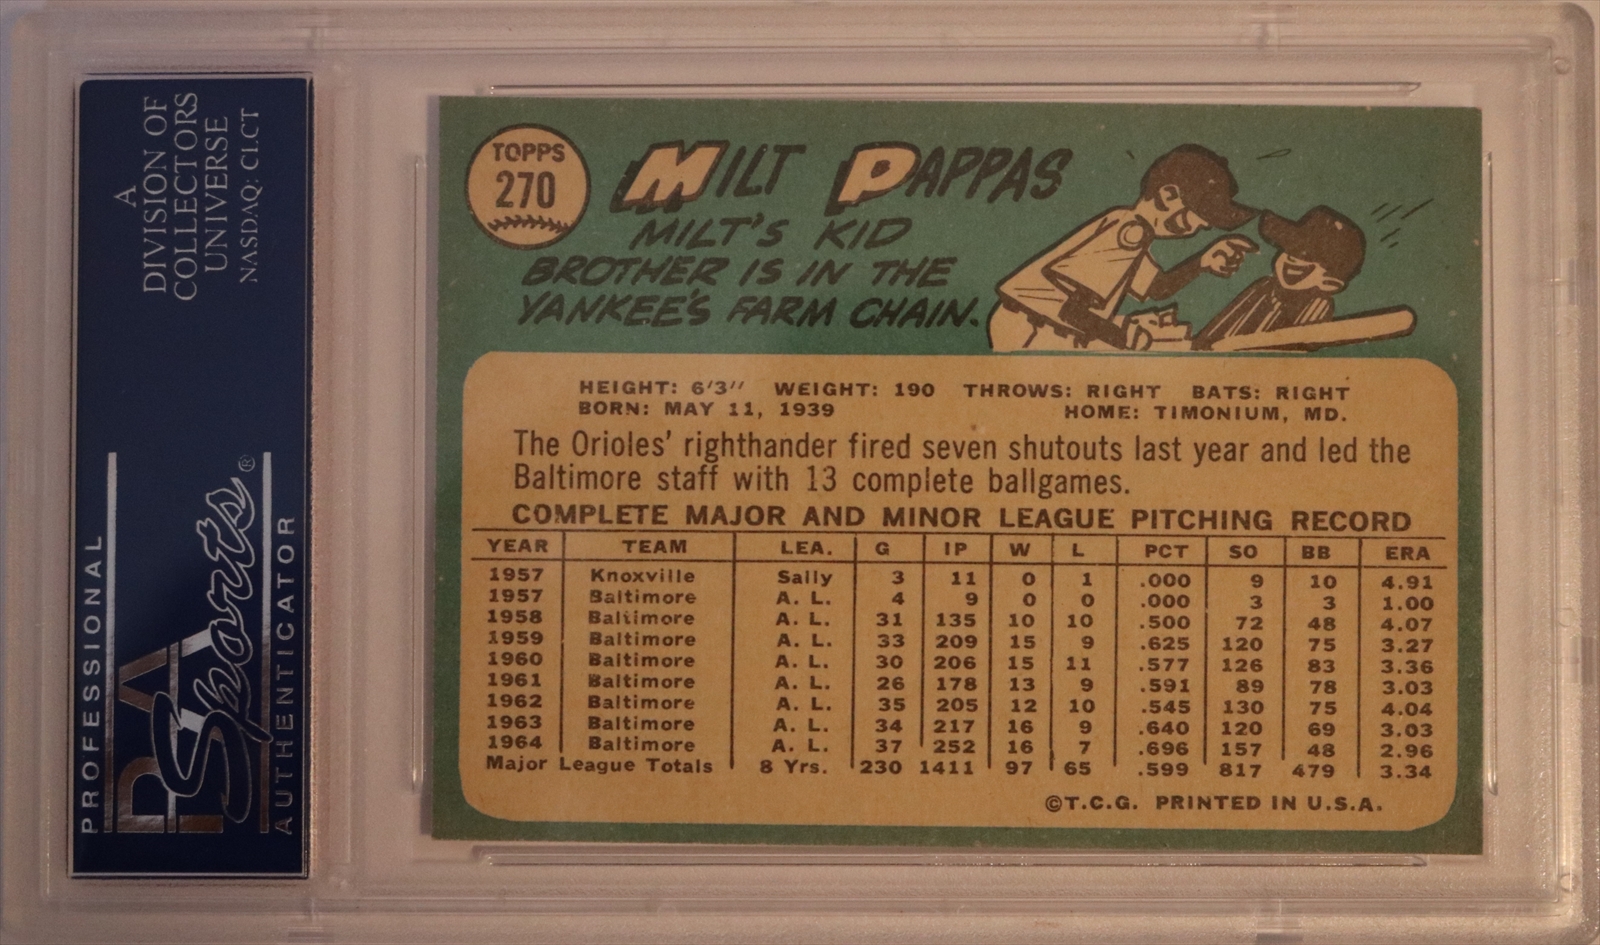 A
DIVISION OF
COLLECTORS
UNIVERSE
NASDAQ: CLCT
PROFESSIONAL
PSA
Sports®
AUTHENTICATOR
TOPPS
270
MILT PAPPAS
MILT'S KID
BROTHER IS IN THE
YANKEE'S FARM CHAIN.
HEIGHT: 6'3" WEIGHT: 190 THROWS: RIGHT BATS: RIGHT
BORN: MAY 11, 1939 HOME: TIMONIUM, MD.
The Orioles' righthander fired seven shutouts last year and led the
Baltimore staff with 13 complete ballgames.
COMPLETE MAJOR AND MINOR LEAGUE PITCHING RECORD
YEAR TEAM LEA. G IP W L PCT SO BB ERA
1957 Knoxville Sally 3 11 0 1 .000 9 10 4.91
1957 Baltimore A. L. 4 9 0 0 .000 3 3 1.00
1958 Baltimore A. L. 31 135 10 10 .500 72 48 4.07
1959 Baltimore A. L. 33 209 15 9 .625 120 75 3.27
1960 Baltimore A. L. 30 206 15 11 .577 126 83 3.36
1961 Baltimore A. L. 26 178 13 9 .591 89 78 3.03
1962 Baltimore A. L. 35 205 12 10 .545 130 75 4.04
1963 Baltimore A. L. 34 217 16 9 .640 120 69 3.03
1964 Baltimore A. L. 37 252 16 7 .696 157 48 2.96
Major League Totals 8 Yrs. 230 1411 97 65 .599 817 479 3.34
©T.C.G. PRINTED IN U.S.A.